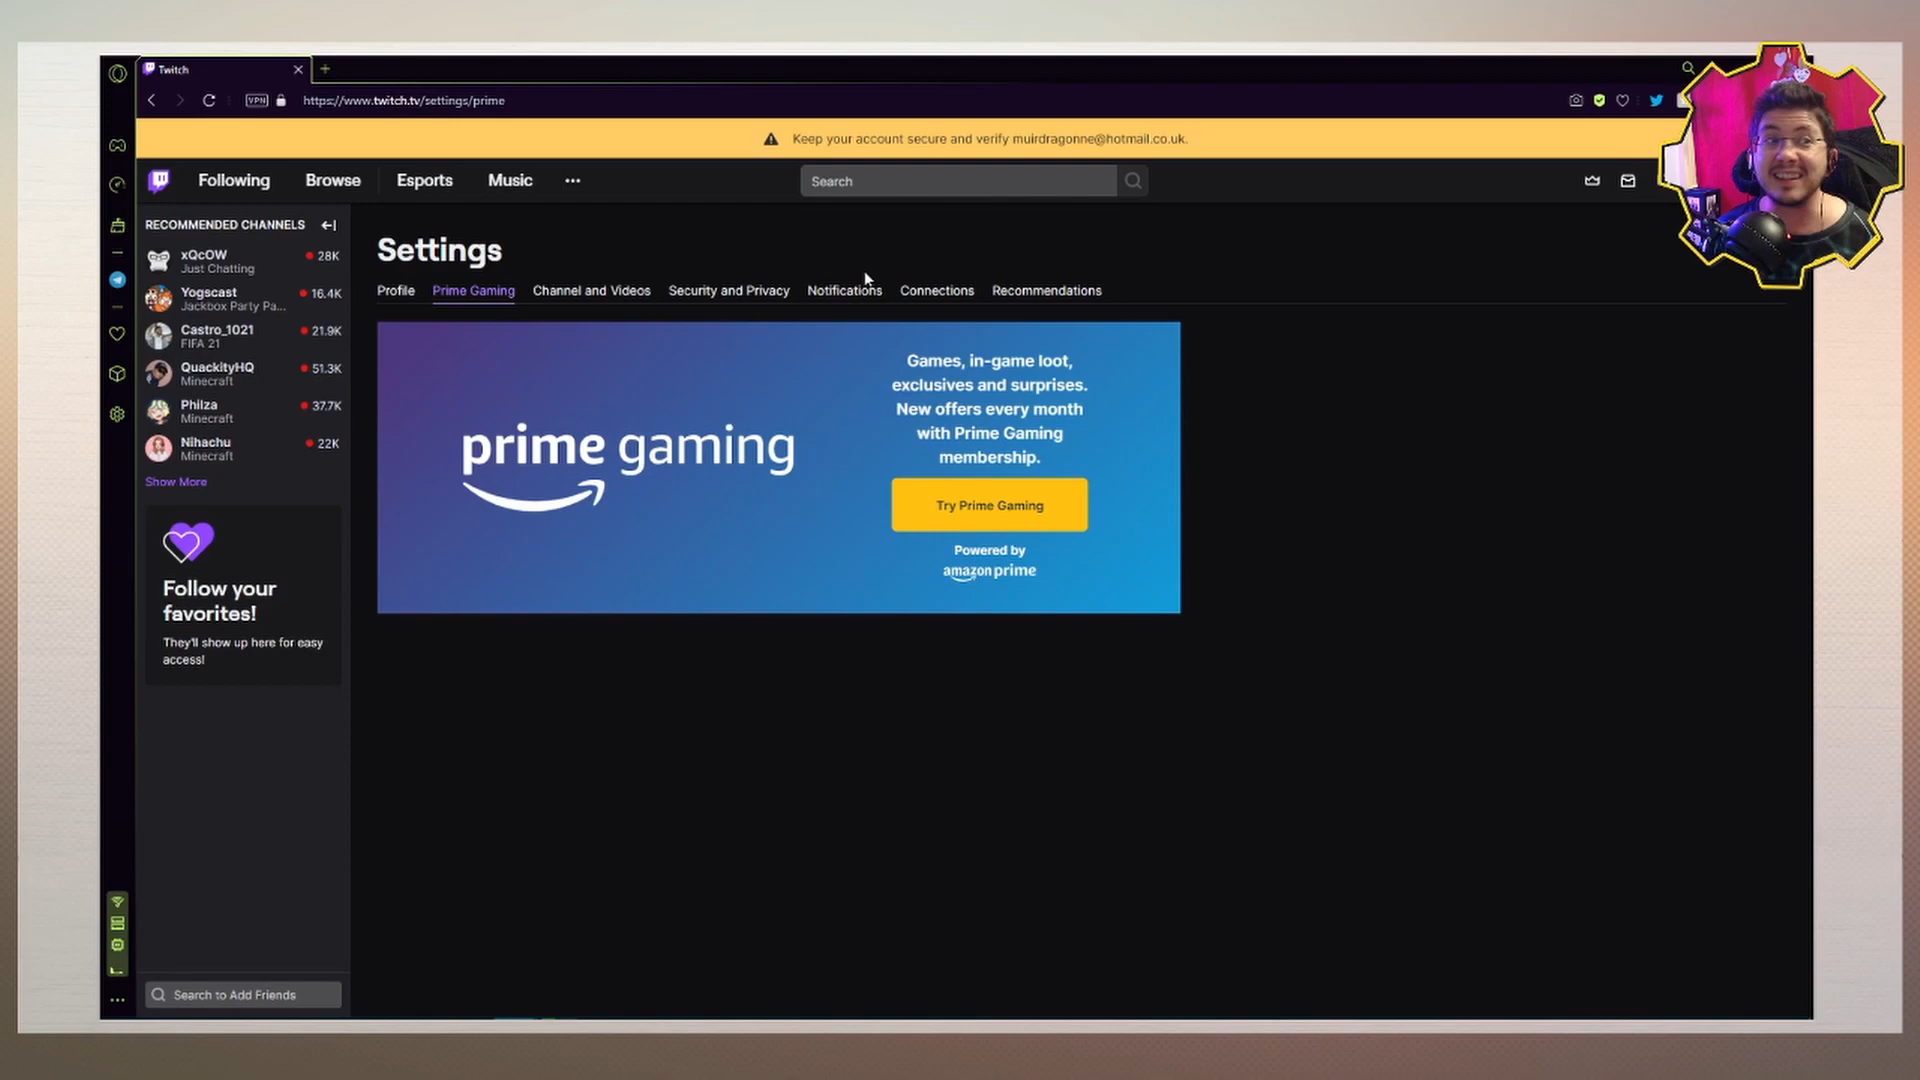 Twitch
VPN
https://www.twitch.tv/settings/prime
Keep your account secure and verify muirdragonne@hotmail.co.uk.
Following
Browse
Esports
Music
Search
RECOMMENDED CHANNELS
xQcOW
28K
Just Chatting
Yogscast
16.4K
Jackbox Party Pa...
Castro_1021
21.9K
FIFA 21
QuackityHQ
51.3K
Minecraft
Philza
37.7K
Minecraft
Nihachu
22K
Minecraft
Show More
Follow your
favorites!
They'll show up here for easy
access!
Search to Add Friends
Settings
Profile
Prime Gaming
Channel and Videos
Security and Privacy
Notifications
Connections
Recommendations
prime gaming
Games, in-game loot,
exclusives and surprises.
New offers every month
with Prime Gaming
membership.
Try Prime Gaming
Powered by
amazon prime